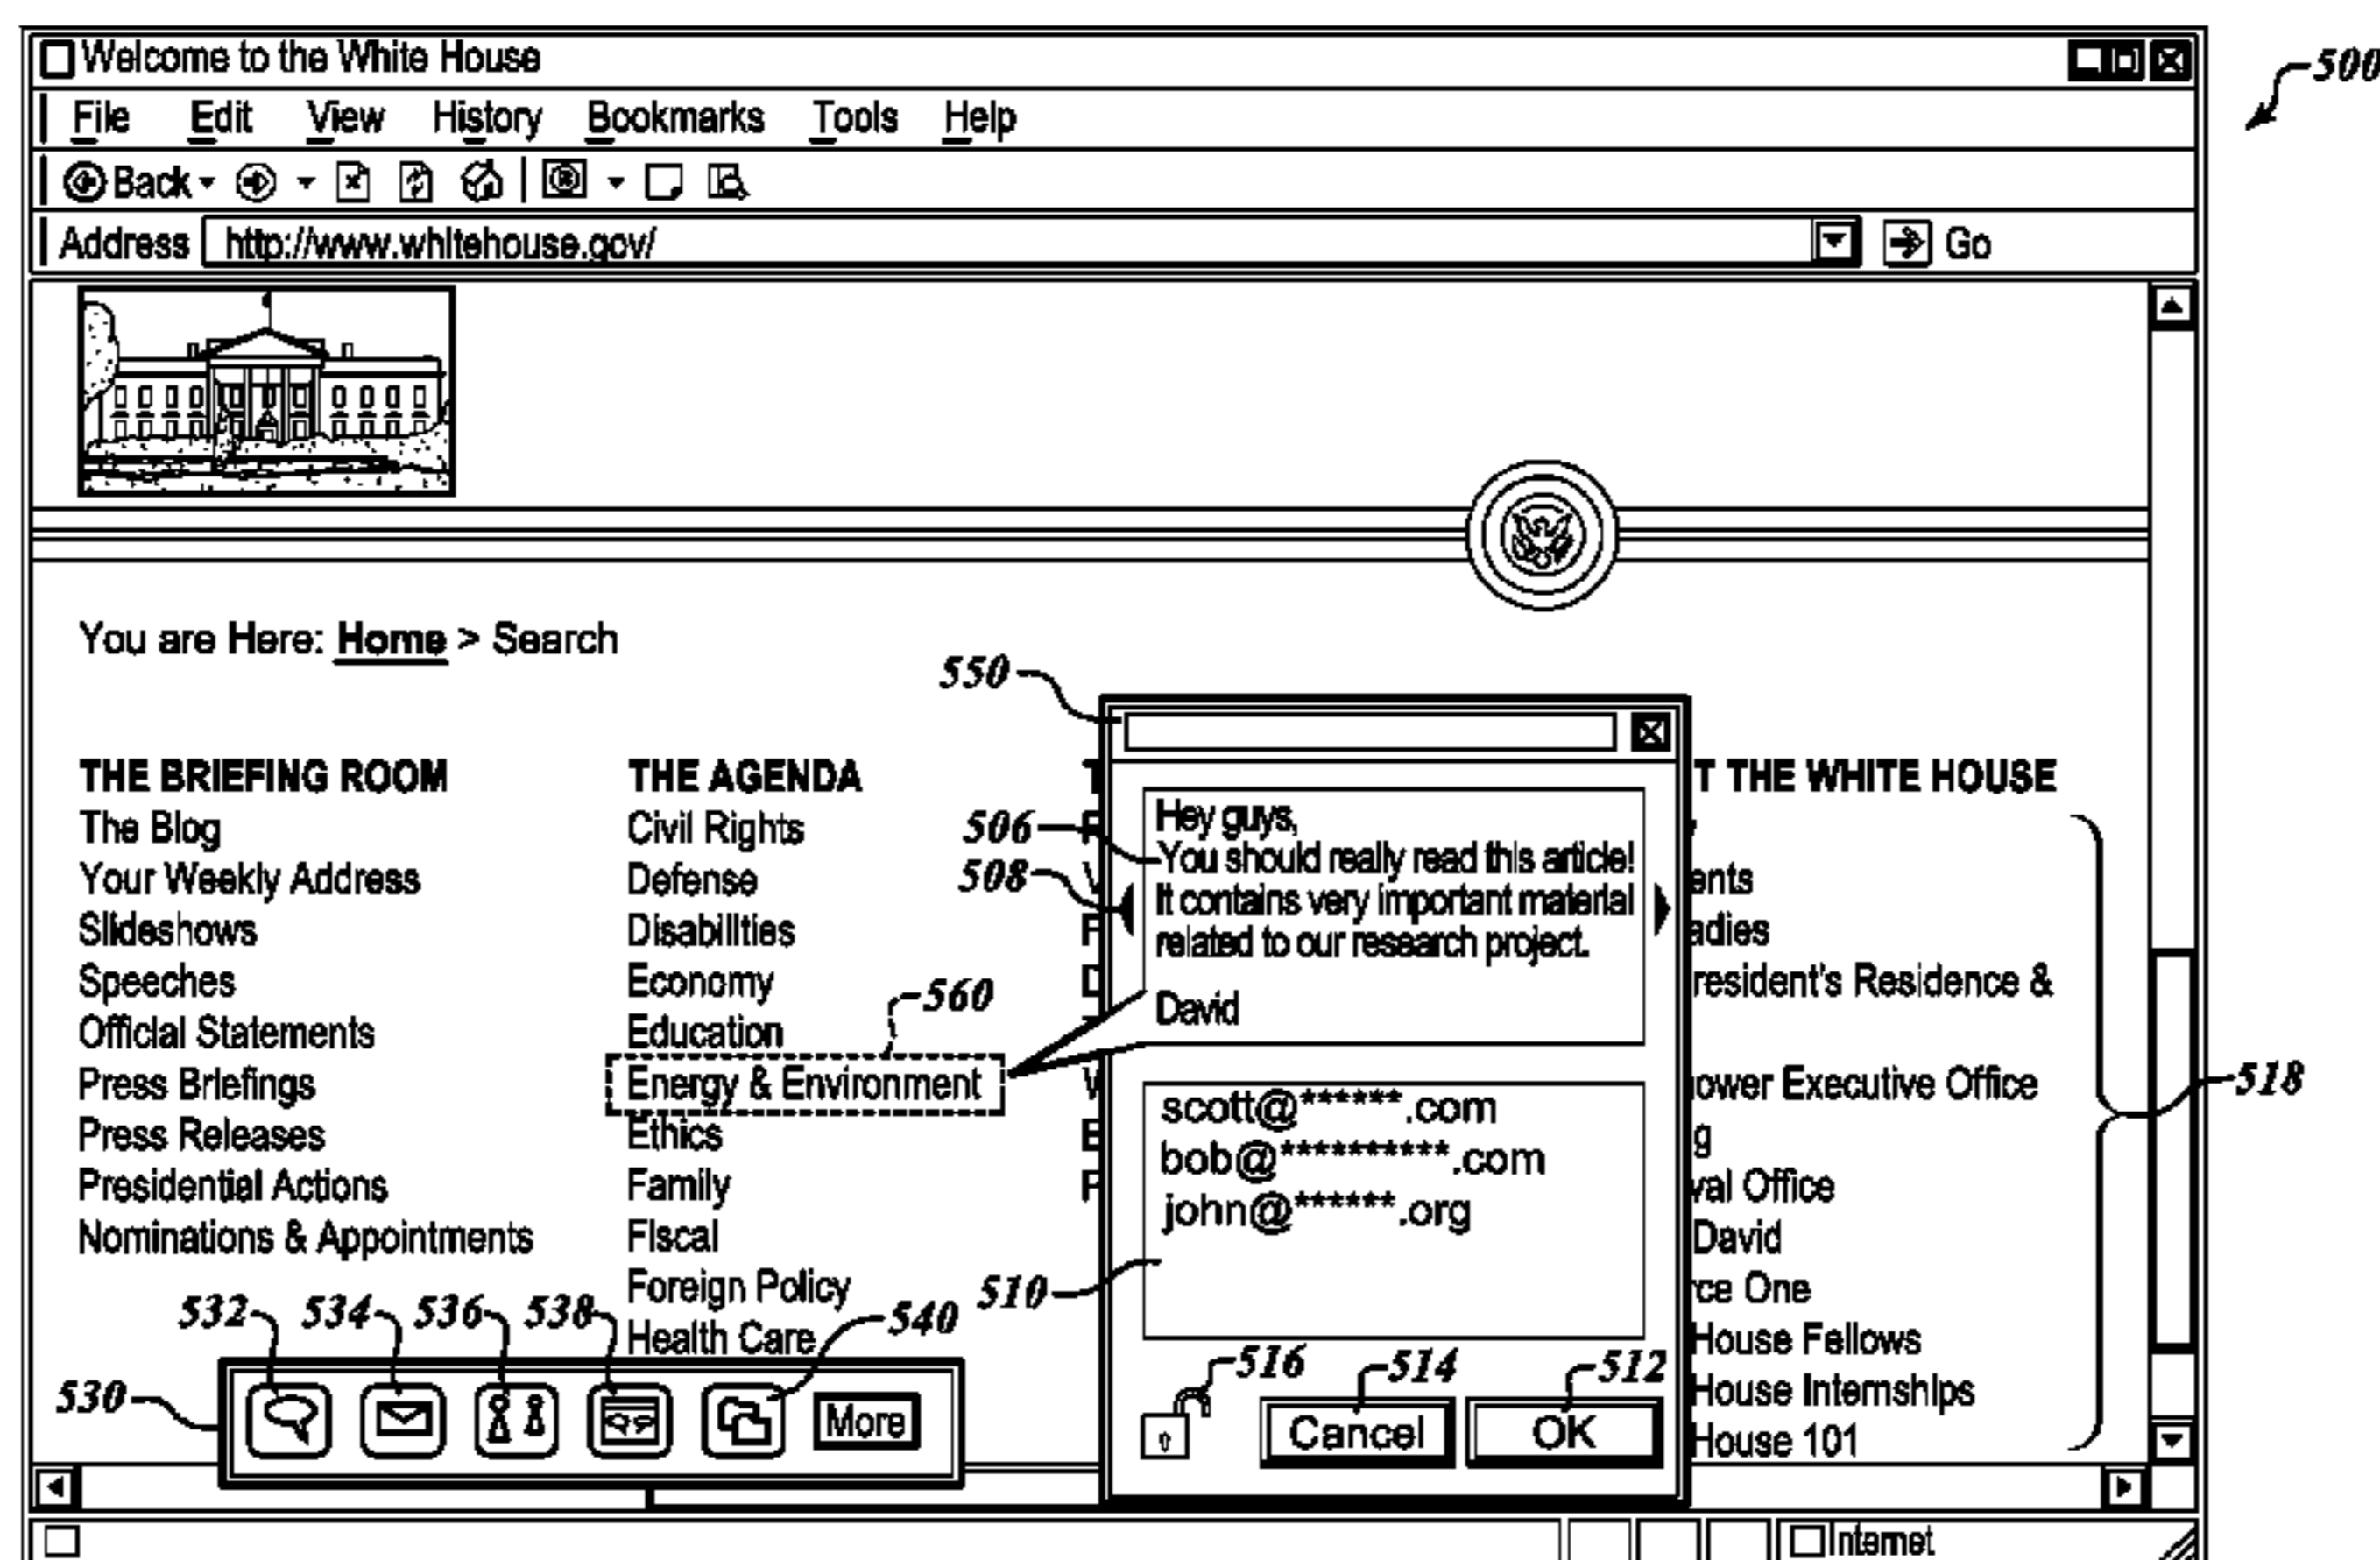 Welcome to the White House
500
File Edit View History Bookmarks Tools Help
Back
Address http://www.whitehouse.gov/ Go
You are Here: Home > Search
550
THE BRIEFING ROOM
The Blog
Your Weekly Address
Slideshows
Speeches
Official Statements
Press Briefings
Press Releases
Presidential Actions
Nominations & Appointments
THE AGENDA
Civil Rights
Defense
Disabilities
Economy
Education
560
Energy & Environment
Ethics
Family
Fiscal
Foreign Policy
Health Care
506
508
Hey guys,
You should really read this article!
It contains very important material
related to our research project.
David
scott@******.com
bob@**********.com
john@******.org
510
516 514 512
Cancel OK
T THE WHITE HOUSE
ents
adies
resident's Residence &
ower Executive Office
g
val Office
David
rce One
House Fellows
House Internships
House 101
518
532 534 536 538 540
530
More
Internet